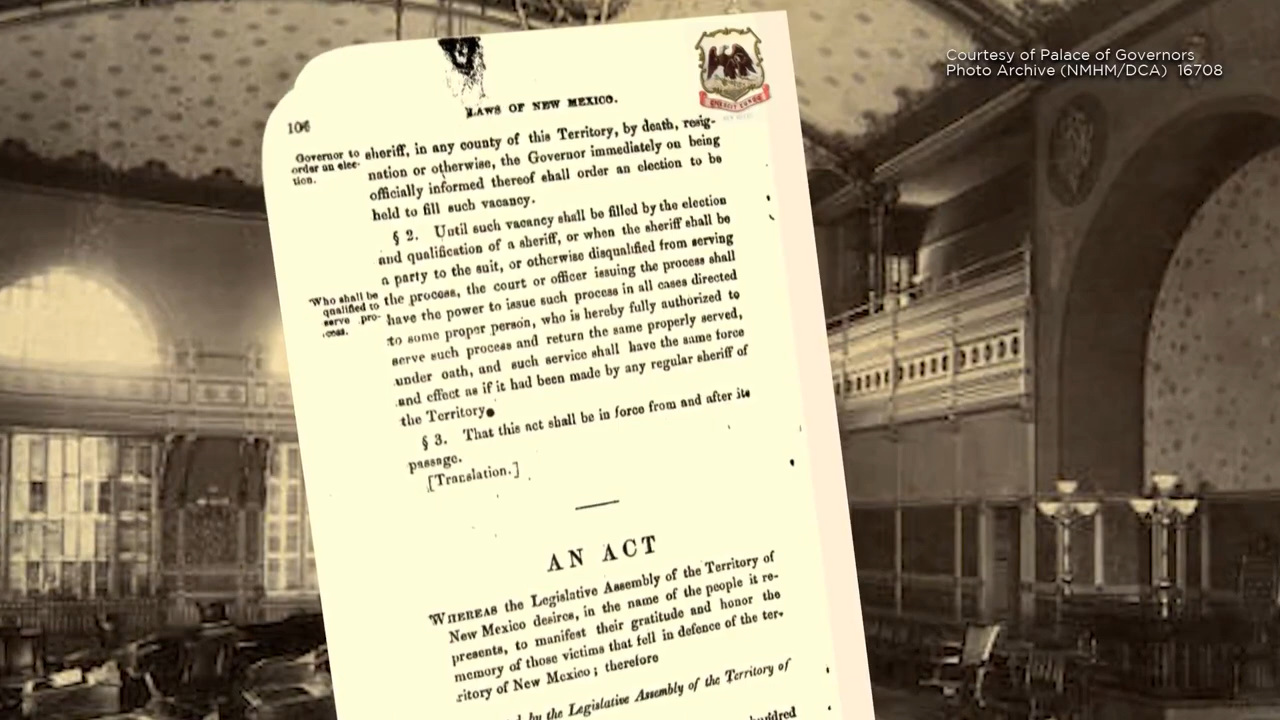 Courtesy of Palace of Governors
Photo Archive (NMHM/DCA) 16708
106
LAWS OF NEW MEXICO.
Governor to
order an elec-
tion.
sheriff, in any county of this Territory, by death, resig-
nation or otherwise, the Governor immediately on being
officially informed thereof shall order an election to be
held to fill such vacancy.
§ 2. Until such vacancy shall be filled by the election
and qualification of a sheriff, or when the sheriff shall be
a party to the suit, or otherwise disqualified from serving
Who shall be
qualified to
serve pro-
cess.
the process, the court or officer issuing the process shall
have the power to issue such process in all cases directed
to some proper person, who is hereby fully authorized to
serve such process and return the same properly served,
under oath, and such service shall have the same force
and effect as if it had been made by any regular sheriff of
the Territory.
§ 3. That this act shall be in force from and after its
passage.
[Translation.]
AN ACT
WHEREAS the Legislative Assembly of the Territory of
New Mexico desires, in the name of the people it re-
presents, to manifest their gratitude and honor the
memory of those victims that fell in defence of the ter-
ritory of New Mexico; therefore
by the Legislative Assembly of the Territory of